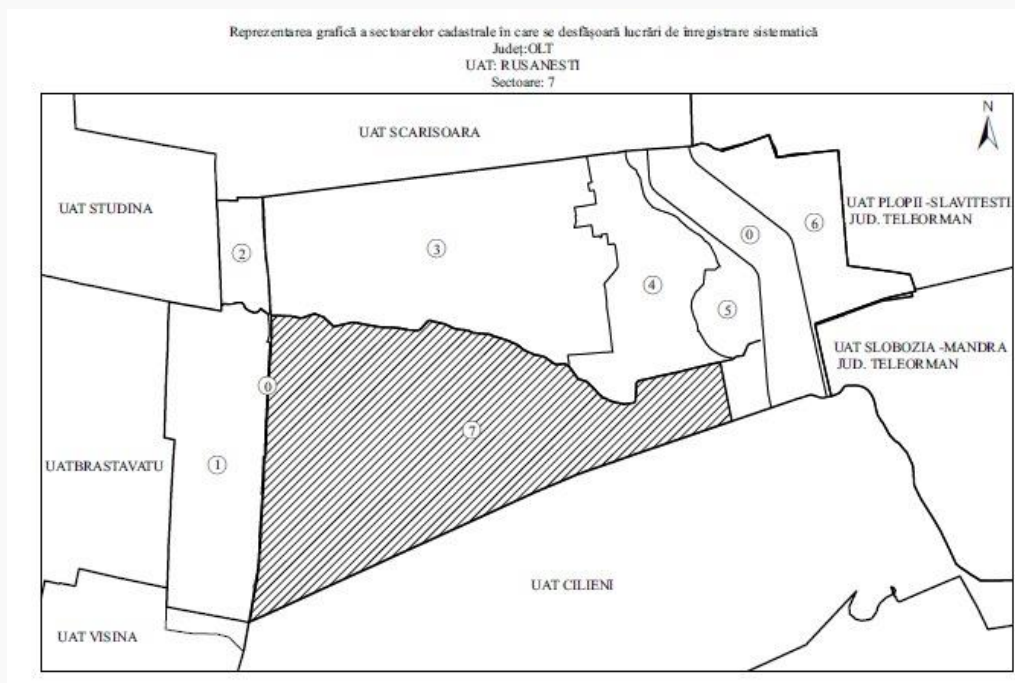 Reprezentarea grafică a sectoarelor cadastrale în care se desfășoară lucrări de înregistrare sistematică
Județ:OLT
UAT: RUSANESTI
Sectoare: 7
N
UAT SCARISOARA
UAT STUDINA
UAT PLOPII -SLAVITESTI
JUD. TELEORMAN
6
0
2
3
4
5
UAT SLOBOZIA -MANDRA
JUD. TELEORMAN
0
7
UATBRASTAVATU
1
UAT CILIENI
UAT VISINA